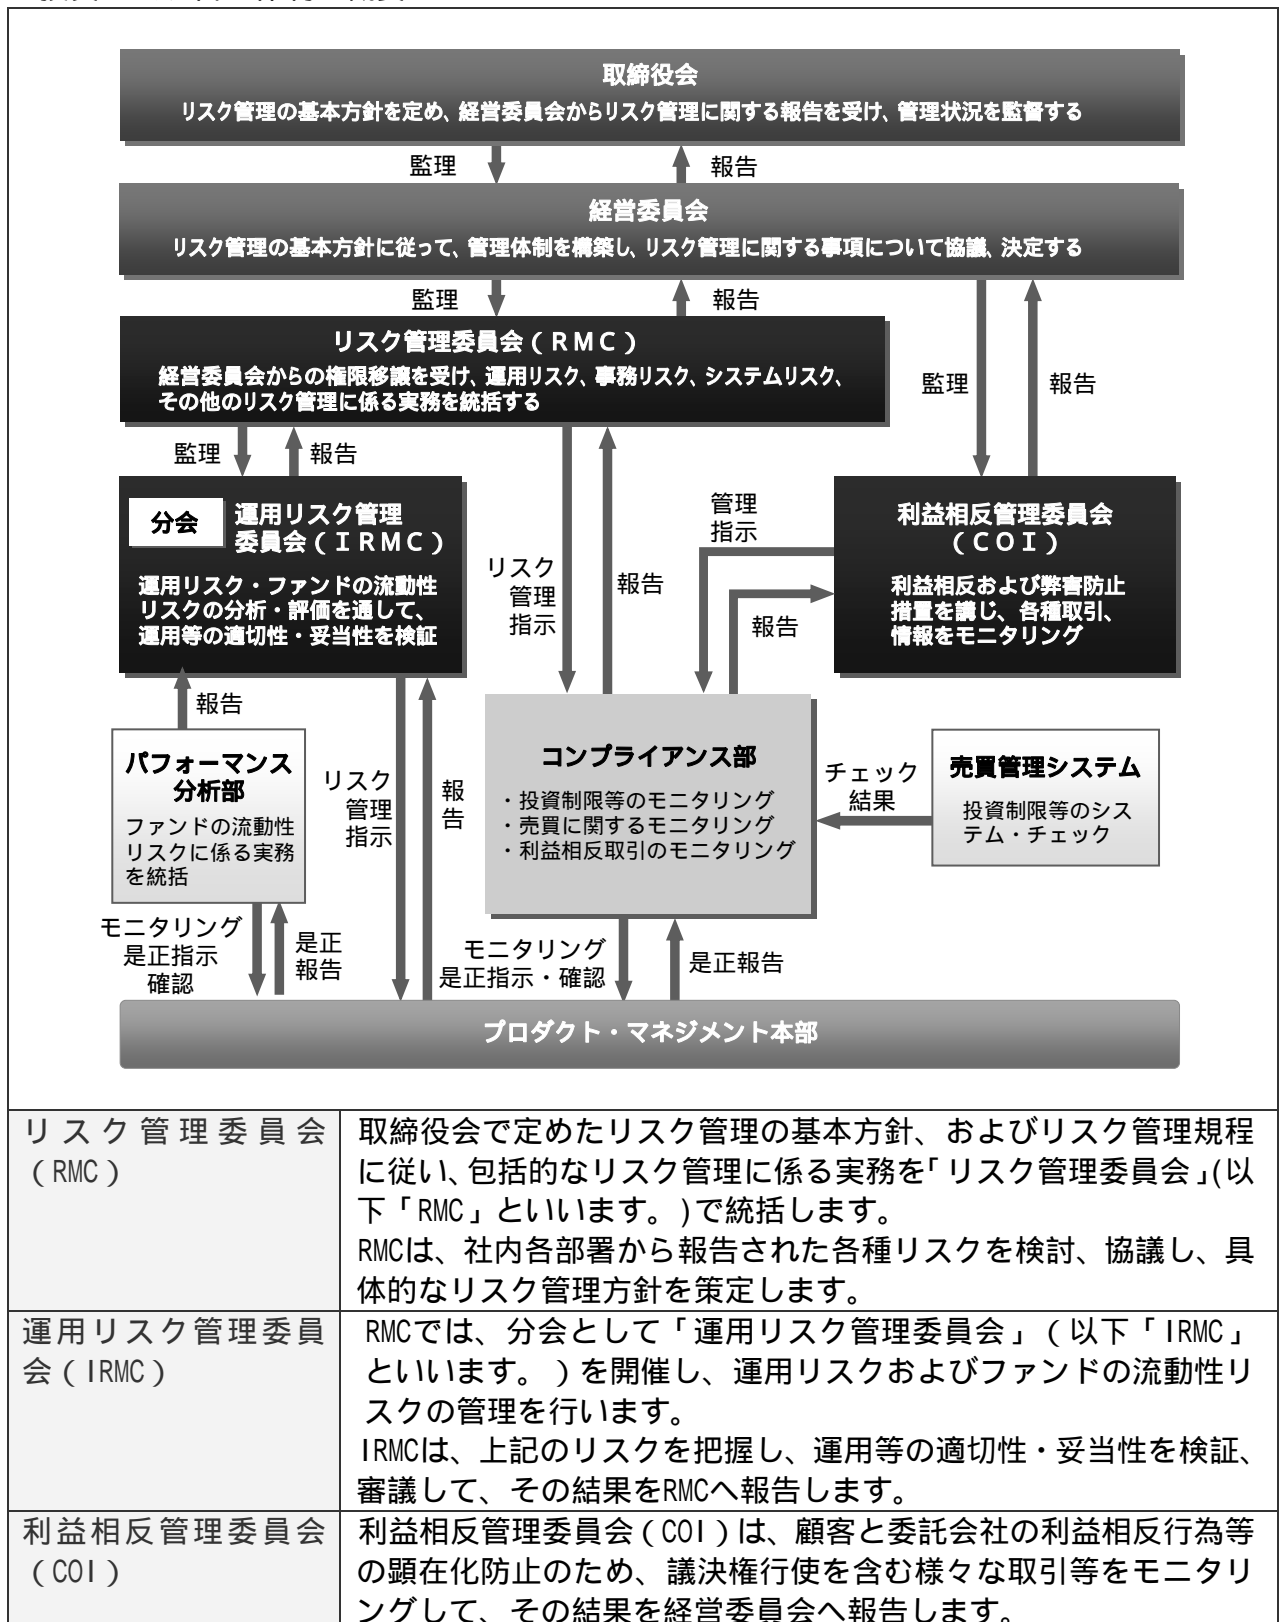 取締役会
リスク管理の基本方針を定め、経営委員会からリスク管理に関する報告を受け、管理状況を監督する
監理
報告
経営委員会
リスク管理の基本方針に従って、管理体制を構築し、リスク管理に関する事項について協議、決定する
監理
報告
リスク管理委員会（ＲＭＣ）
経営委員会からの権限移譲を受け、運用リスク、事務リスク、システムリスク、
その他のリスク管理に係る実務を統括する
監理
報告
監理
報告
分会
運用リスク管理
委員会（ＩＲＭＣ）
運用リスク・ファンドの流動性
リスクの分析・評価を通して、
運用等の適切性・妥当性を検証
リスク
管理
指示
報告
管理
指示
報告
利益相反管理委員会
（ＣＯＩ）
利益相反および弊害防止
措置を講じ、各種取引、
情報をモニタリング
報告
パフォーマンス
分析部
ファンドの流動性
リスクに係る実務
を統括
リスク
管理
指示
報
告
コンプライアンス部
・投資制限等のモニタリング
・売買に関するモニタリング
・利益相反取引のモニタリング
チェック
結果
売買管理システム
投資制限等のシス
テム・チェック
モニタリング
是正指示
確認
是正
報告
モニタリング
是正指示・確認
是正報告
プロダクト・マネジメント本部
リスク管理委員会
（RMC）
取締役会で定めたリスク管理の基本方針、およびリスク管理規程
に従い、包括的なリスク管理に係る実務を「リスク管理委員会」(以
下「RMC」といいます。)で統括します。
RMCは、社内各部署から報告された各種リスクを検討、協議し、具
体的なリスク管理方針を策定します。
運用リスク管理委員
会（IRMC）
RMCでは、分会として「運用リスク管理委員会」（以下「IRMC」
といいます。）を開催し、運用リスクおよびファンドの流動性リ
スクの管理を行います。
IRMCは、上記のリスクを把握し、運用等の適切性・妥当性を検証、
審議して、その結果をRMCへ報告します。
利益相反管理委員会
（COI）
利益相反管理委員会（COI）は、顧客と委託会社の利益相反行為等
の顕在化防止のため、議決権行使を含む様々な取引等をモニタリ
ングして、その結果を経営委員会へ報告します。